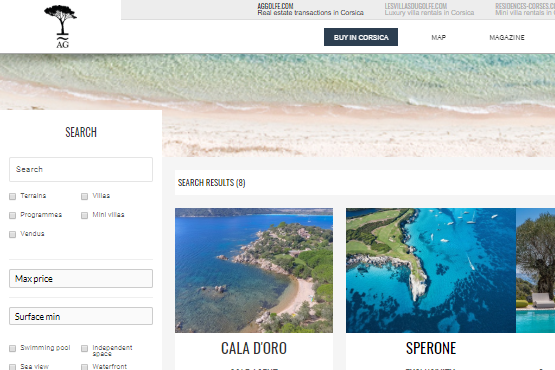 AGGOLFE.COM
Real estate transactions in Corsica
LESVILLASDUGOLFE.COM
Luxury villa rentals in Corsica
RESIDENCES-CORSES.C
Mini villa rentals in
AG
BUY IN CORSICA
MAP
MAGAZINE
SEARCH
Search
Terrains
Villas
Programmes
Mini villas
Vendus
Max price
Surface min
Swimming pool
Independent space
Sea view
Waterfront
SEARCH RESULTS (8)
CALA D'ORO
SPERONE